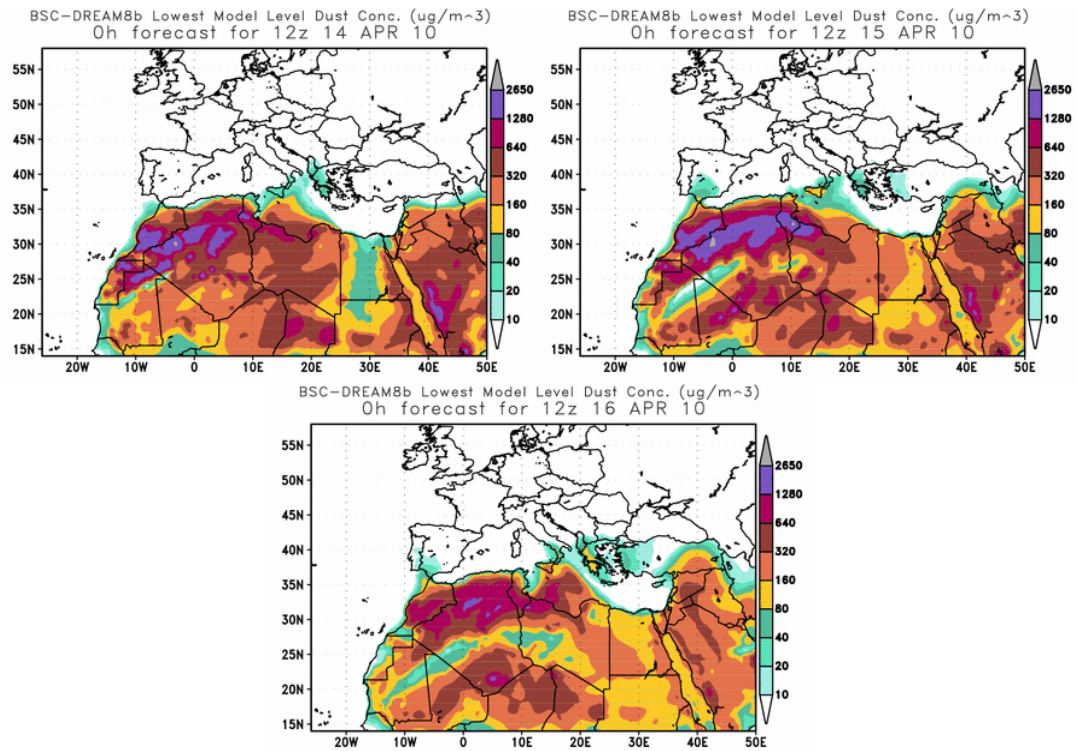 BSC-DREAM8b Lowest Model Level Dust Conc. (ug/m^3)
0h forecast for 12z 14 APR 10
55N
50N
45N
40N
35N
30N
25N
20N
15N
20W
10W
0
10E
20E
30E
40E
50E
2650
1280
640
320
160
80
40
20
10
BSC-DREAM8b Lowest Model Level Dust Conc. (ug/m^3)
0h forecast for 12z 15 APR 10
55N
50N
45N
40N
35N
30N
25N
20N
15N
20W
10W
0
10E
20E
30E
40E
50E
2650
1280
640
320
160
80
40
20
10
BSC-DREAM8b Lowest Model Level Dust Conc. (ug/m^3)
0h forecast for 12z 16 APR 10
55N
50N
45N
40N
35N
30N
25N
20N
15N
20W
10W
0
10E
20E
30E
40E
50E
2650
1280
640
320
160
80
40
20
10